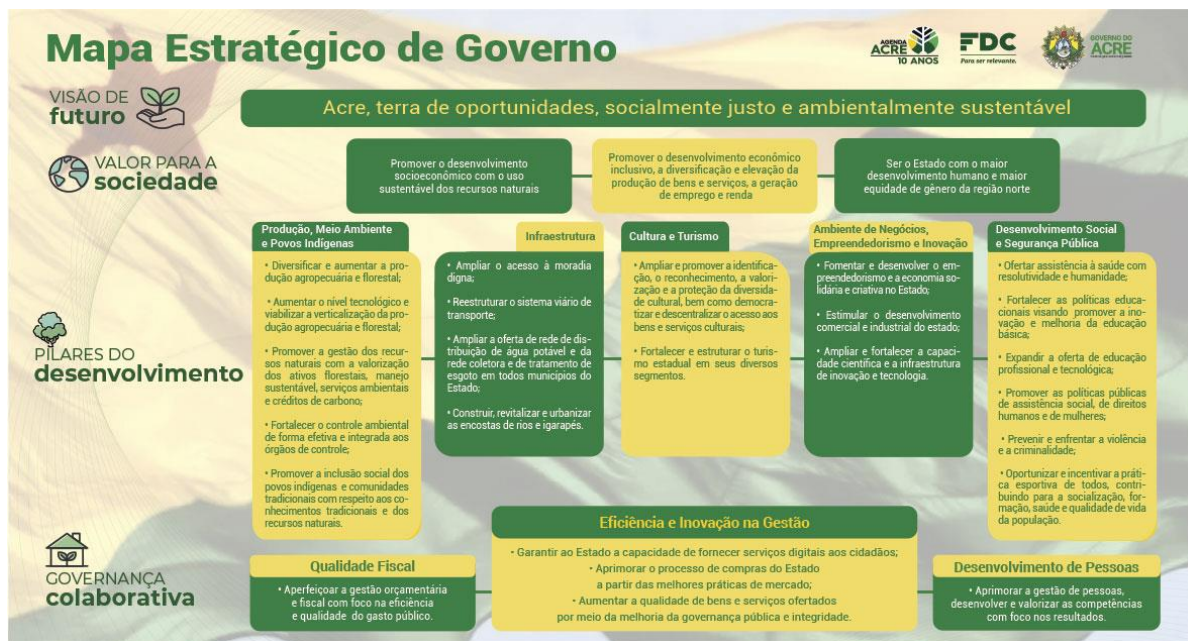 Mapa Estratégico de Governo
AGENDA
ACRE
10 ANOS
FDC
Para ser relevante.
GOVERNO DO
ACRE
VISÃO DE
futuro
Acre, terra de oportunidades, socialmente justo e ambientalmente sustentável
VALOR PARA A
sociedade
Promover o desenvolvimento
socioeconômico com o uso
sustentável dos recursos naturais
Promover o desenvolvimento econômico
inclusivo, a diversificação e elevação da
produção de bens e serviços, a geração
de emprego e renda
Ser o Estado com o maior
desenvolvimento humano e maior
equidade de gênero da região norte
PILARES DO
desenvolvimento
Produção, Meio Ambiente
e Povos Indígenas
• Diversificar e aumentar a pro-
dução agropecuária e florestal;
• Aumentar o nível tecnológico e
viabilizar a verticalização da pro-
dução agropecuária e florestal;
• Promover a gestão dos recur-
sos naturais com a valorização
dos ativos florestais, manejo
sustentável, serviços ambientais
e créditos de carbono;
• Fortalecer o controle ambiental
de forma efetiva e integrada aos
órgãos de controle;
• Promover a inclusão social dos
povos indígenas e comunidades
tradicionais com respeito aos co-
nhecimentos tradicionais e dos
recursos naturais.
Infraestrutura
• Ampliar o acesso à moradia
digna;
• Reestruturar o sistema viário de
transporte;
• Ampliar a oferta de rede de dis-
tribuição de água potável e da
rede coletora e de tratamento de
esgoto em todos municípios do
Estado;
• Construir, revitalizar e urbanizar
as encostas de rios e igarapés.
Cultura e Turismo
• Ampliar e promover a identifica-
ção, o reconhecimento, a valori-
zação e a proteção da diversida-
de cultural, bem como democra-
tizar e descentralizar o acesso aos
bens e serviços culturais;
• Fortalecer e estruturar o turis-
mo estadual em seus diversos
segmentos.
Ambiente de Negócios,
Empreendedorismo e Inovação
• Fomentar e desenvolver o em-
preendedorismo e a economia so-
lidária e criativa no Estado;
• Estimular o desenvolvimento
comercial e industrial do estado;
• Ampliar e fortalecer a capaci-
dade científica e a infraestrutura
de inovação e tecnologia.
Desenvolvimento Social
e Segurança Pública
• Ofertar assistência à saúde com
resolutividade e humanidade;
• Fortalecer as políticas educa-
cionais visando promover a ino-
vação e melhoria da educação
básica;
• Expandir a oferta de educação
profissional e tecnológica;
• Promover as políticas públicas
de assistência social, de direitos
humanos e de mulheres;
• Prevenir e enfrentar a violência
e a criminalidade;
• Oportunizar e incentivar a prá-
tica esportiva de todos, contri-
buindo para a socialização, for-
mação, saúde e qualidade de vida
da população.
GOVERNANÇA
colaborativa
Qualidade Fiscal
• Aperfeiçoar a gestão orçamentária
e fiscal com foco na eficiência
e qualidade do gasto público.
Eficiência e Inovação na Gestão
• Garantir ao Estado a capacidade de fornecer serviços digitais aos cidadãos;
• Aprimorar o processo de compras do Estado
a partir das melhores práticas de mercado;
• Aumentar a qualidade de bens e serviços ofertados
por meio da melhoria da governança pública e integridade.
Desenvolvimento de Pessoas
• Aprimorar a gestão de pessoas,
desenvolver e valorizar as competências
com foco nos resultados.